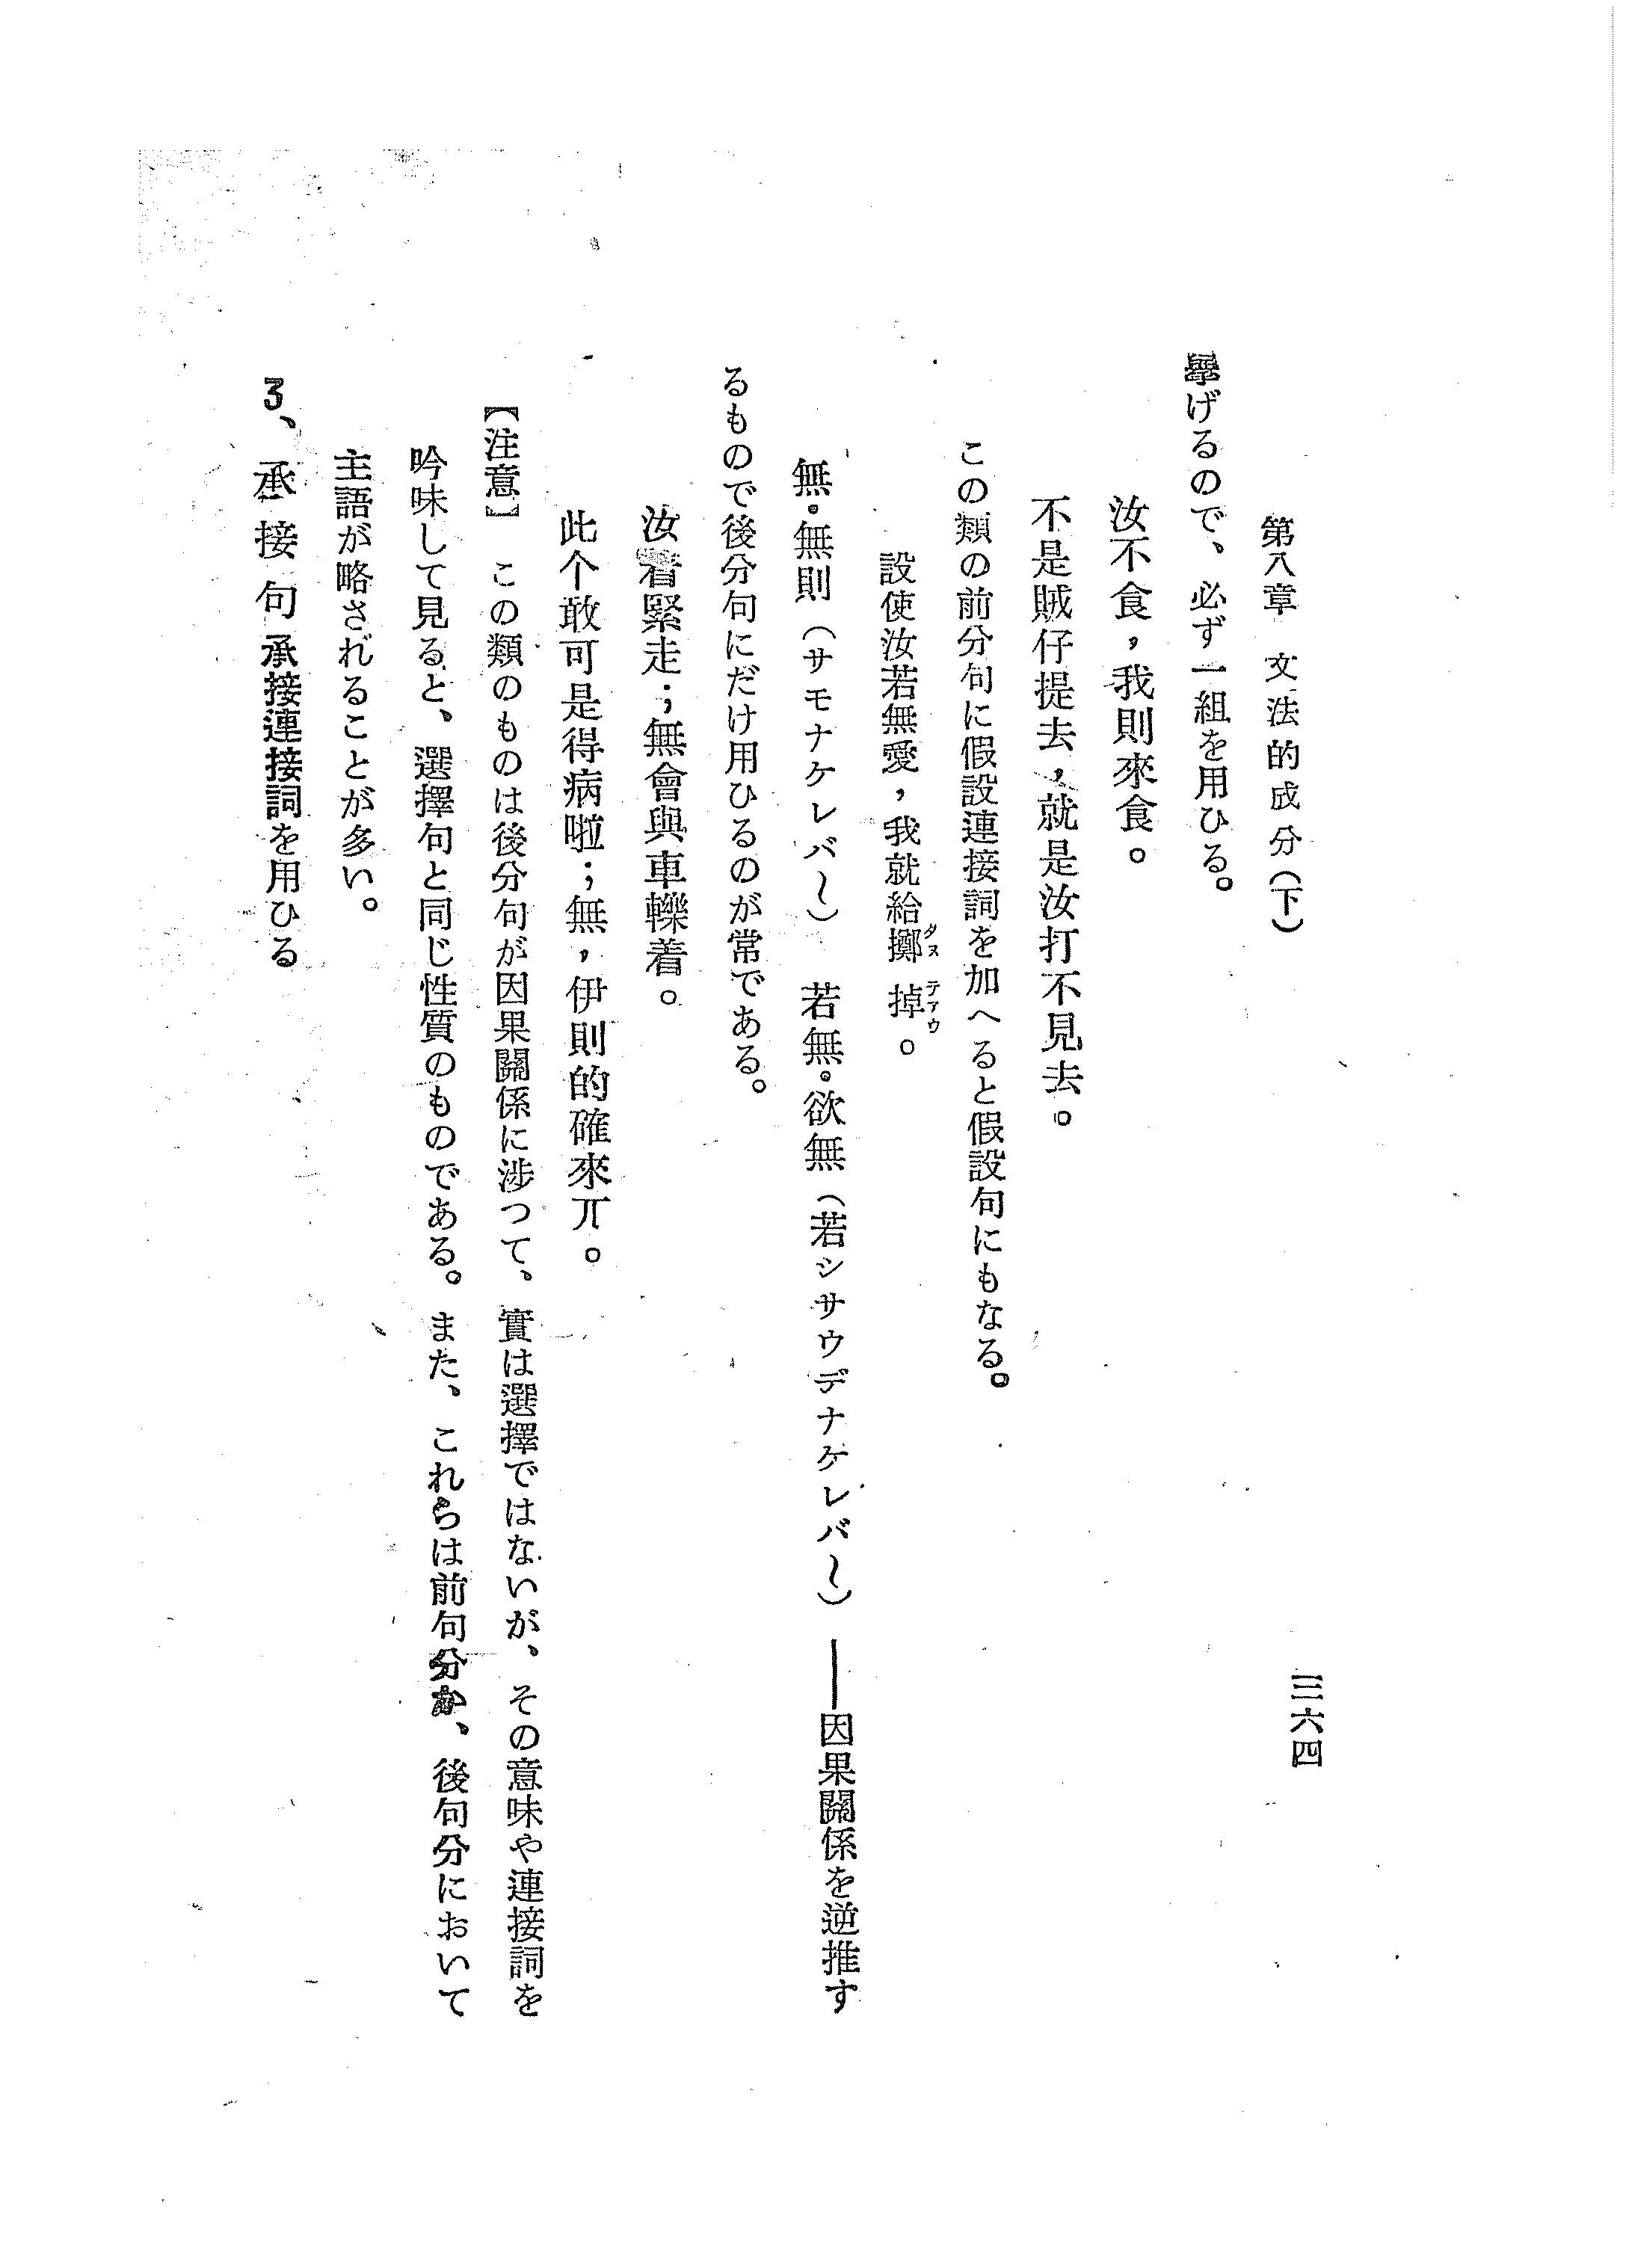 第八章　文法的成分（下）
三六四
擧げるので、必ず一組を用ひる。
汝不食，我則來食。
不是賊仔提去，就是汝打不見去。
この類の前分句に假設連接詞を加へると假設句にもなる。
設使汝若無愛，我就給擲掉。
タヌ　テァウ
無・無則（サモナケレバ〜）　若無・欲無（若シサウデナケレバ〜）――因果關係を逆推す
るもので後分句にだけ用ひるのが常である。
汝着緊走；無會與車轢着。
此个敢可是得病啦；無，伊則的確來丌。
【注意】　この類のものは後分句が因果關係に涉つて、實は選擇ではないが、その意味や連接詞を
吟味して見ると、選擇句と同じ性質のものである。また、これらは前句分か、後句分において
主語が略されることが多い。
3、承接句　承接連接詞を用ひる